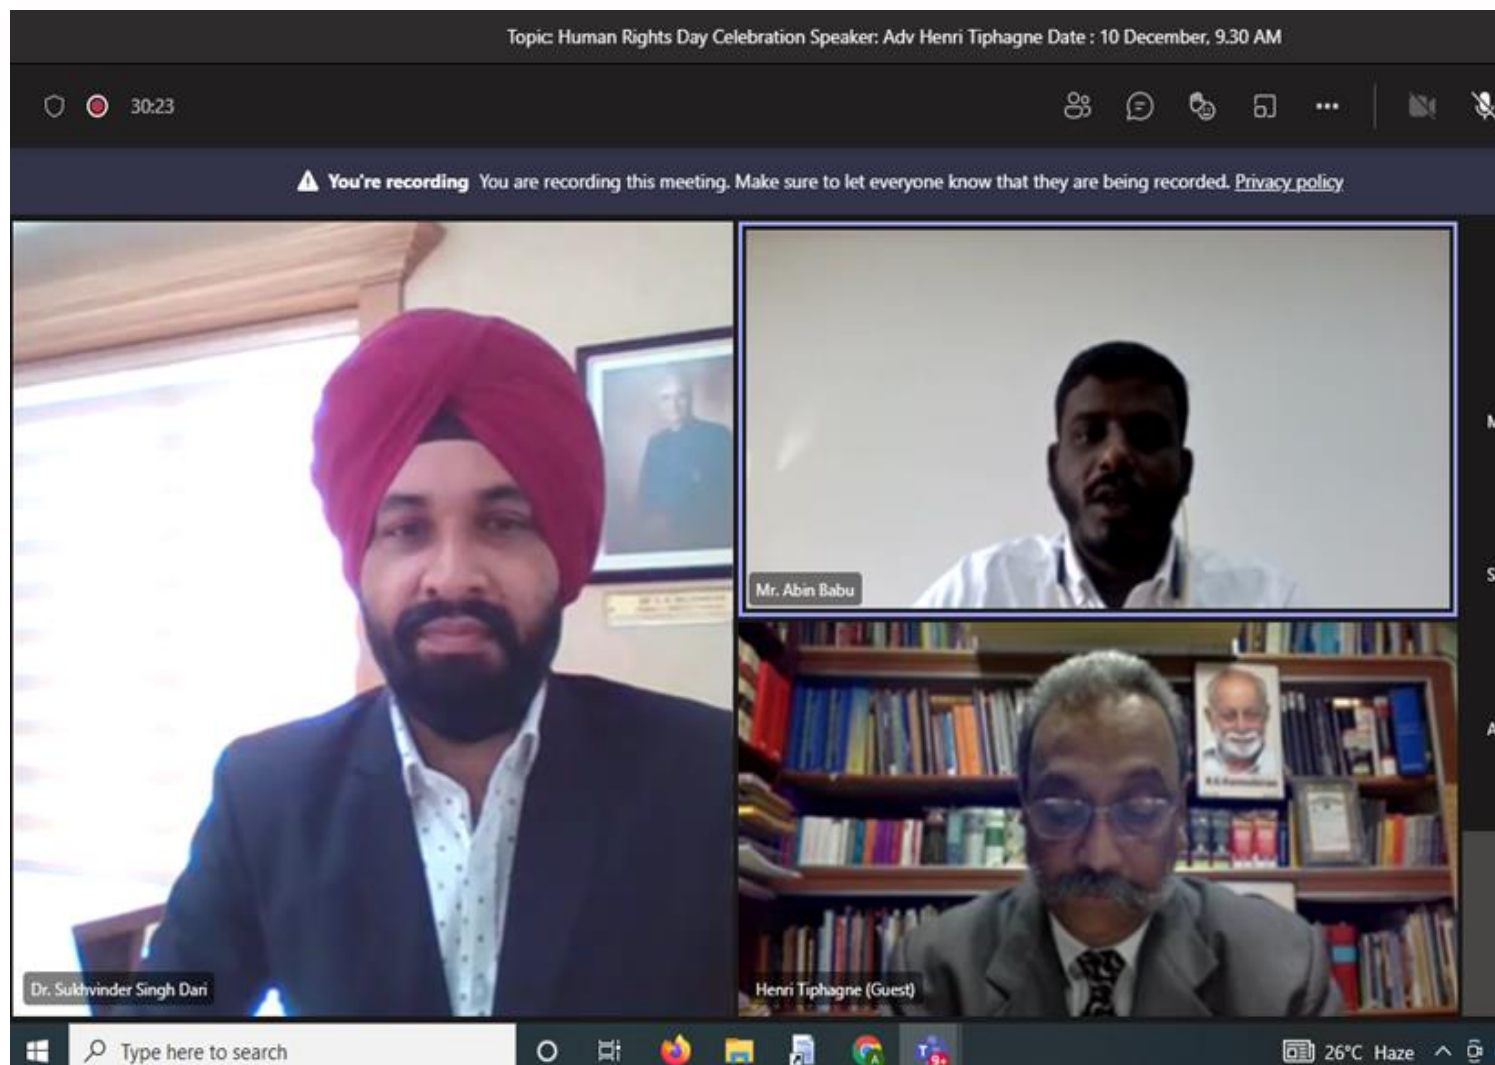 Topic: Human Rights Day Celebration Speaker: Adv Henri Tiphagne Date : 10 December, 9.30 AM
30:23
You're recording You are recording this meeting. Make sure to let everyone know that they are being recorded. Privacy policy
Mr. Abin Babu
Dr. Sukhvinder Singh Dari
Henri Tiphagne (Guest)
M
S
A
Type here to search
9+
26°C Haze